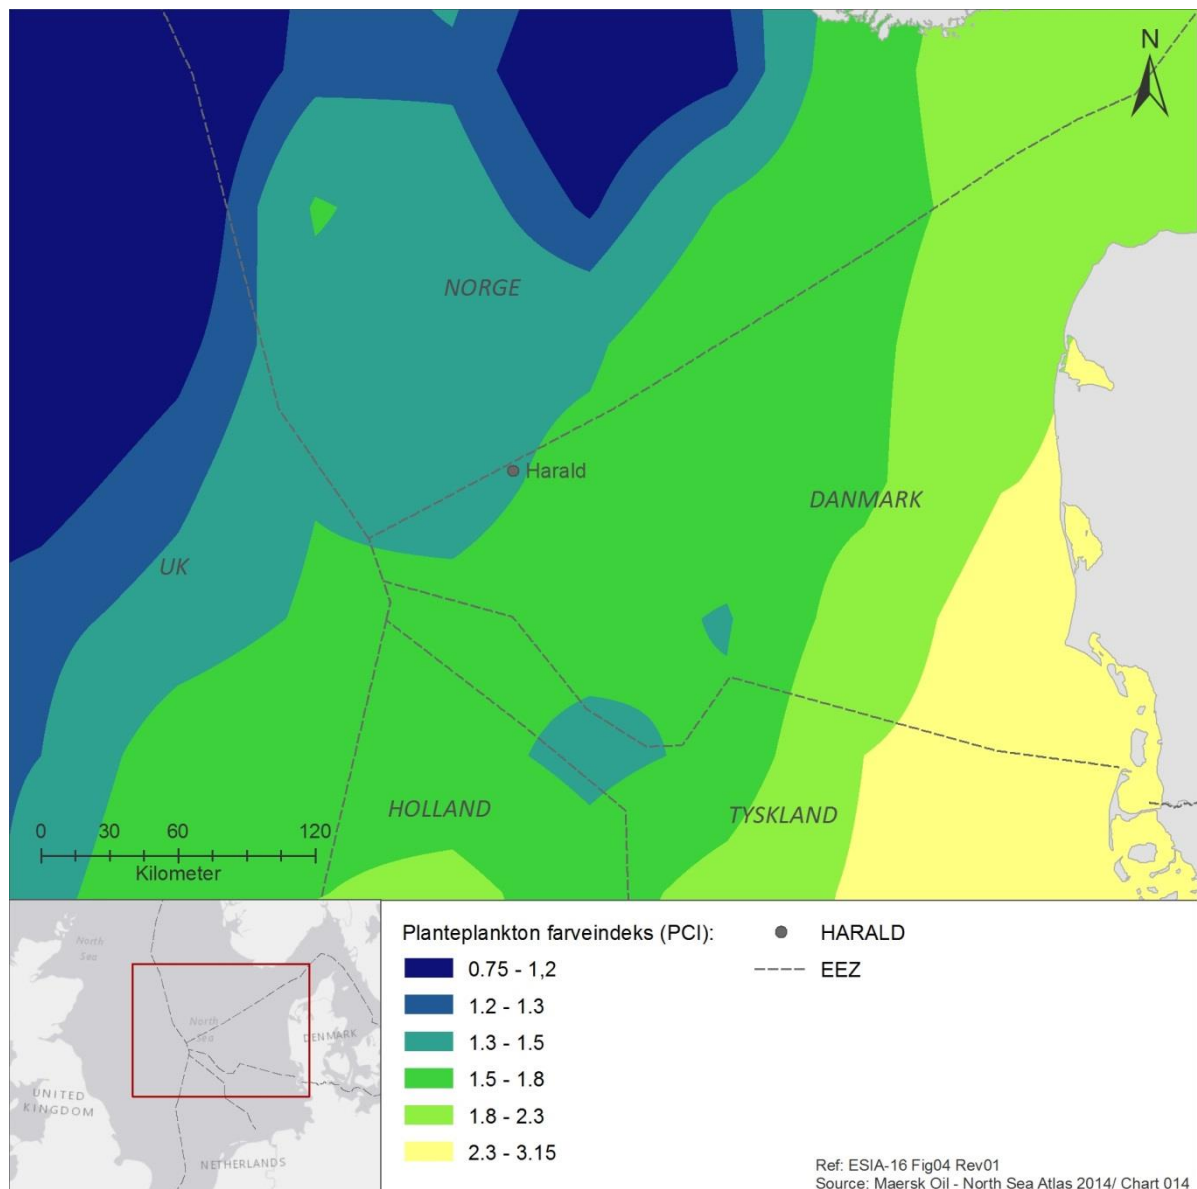 N
NORGE
Harald
DANMARK
UK
HOLLAND
TYSKLAND
0 30 60 120
Kilometer
North
Sea
North
Sea
DENMARK
UNITED
KINGDOM
NETHERLANDS
Planteplankton farveindeks (PCI):
0.75 - 1,2
1.2 - 1.3
1.3 - 1.5
1.5 - 1.8
1.8 - 2.3
2.3 - 3.15
HARALD
EEZ
Ref: ESIA-16 Fig04 Rev01
Source: Maersk Oil - North Sea Atlas 2014/ Chart 014